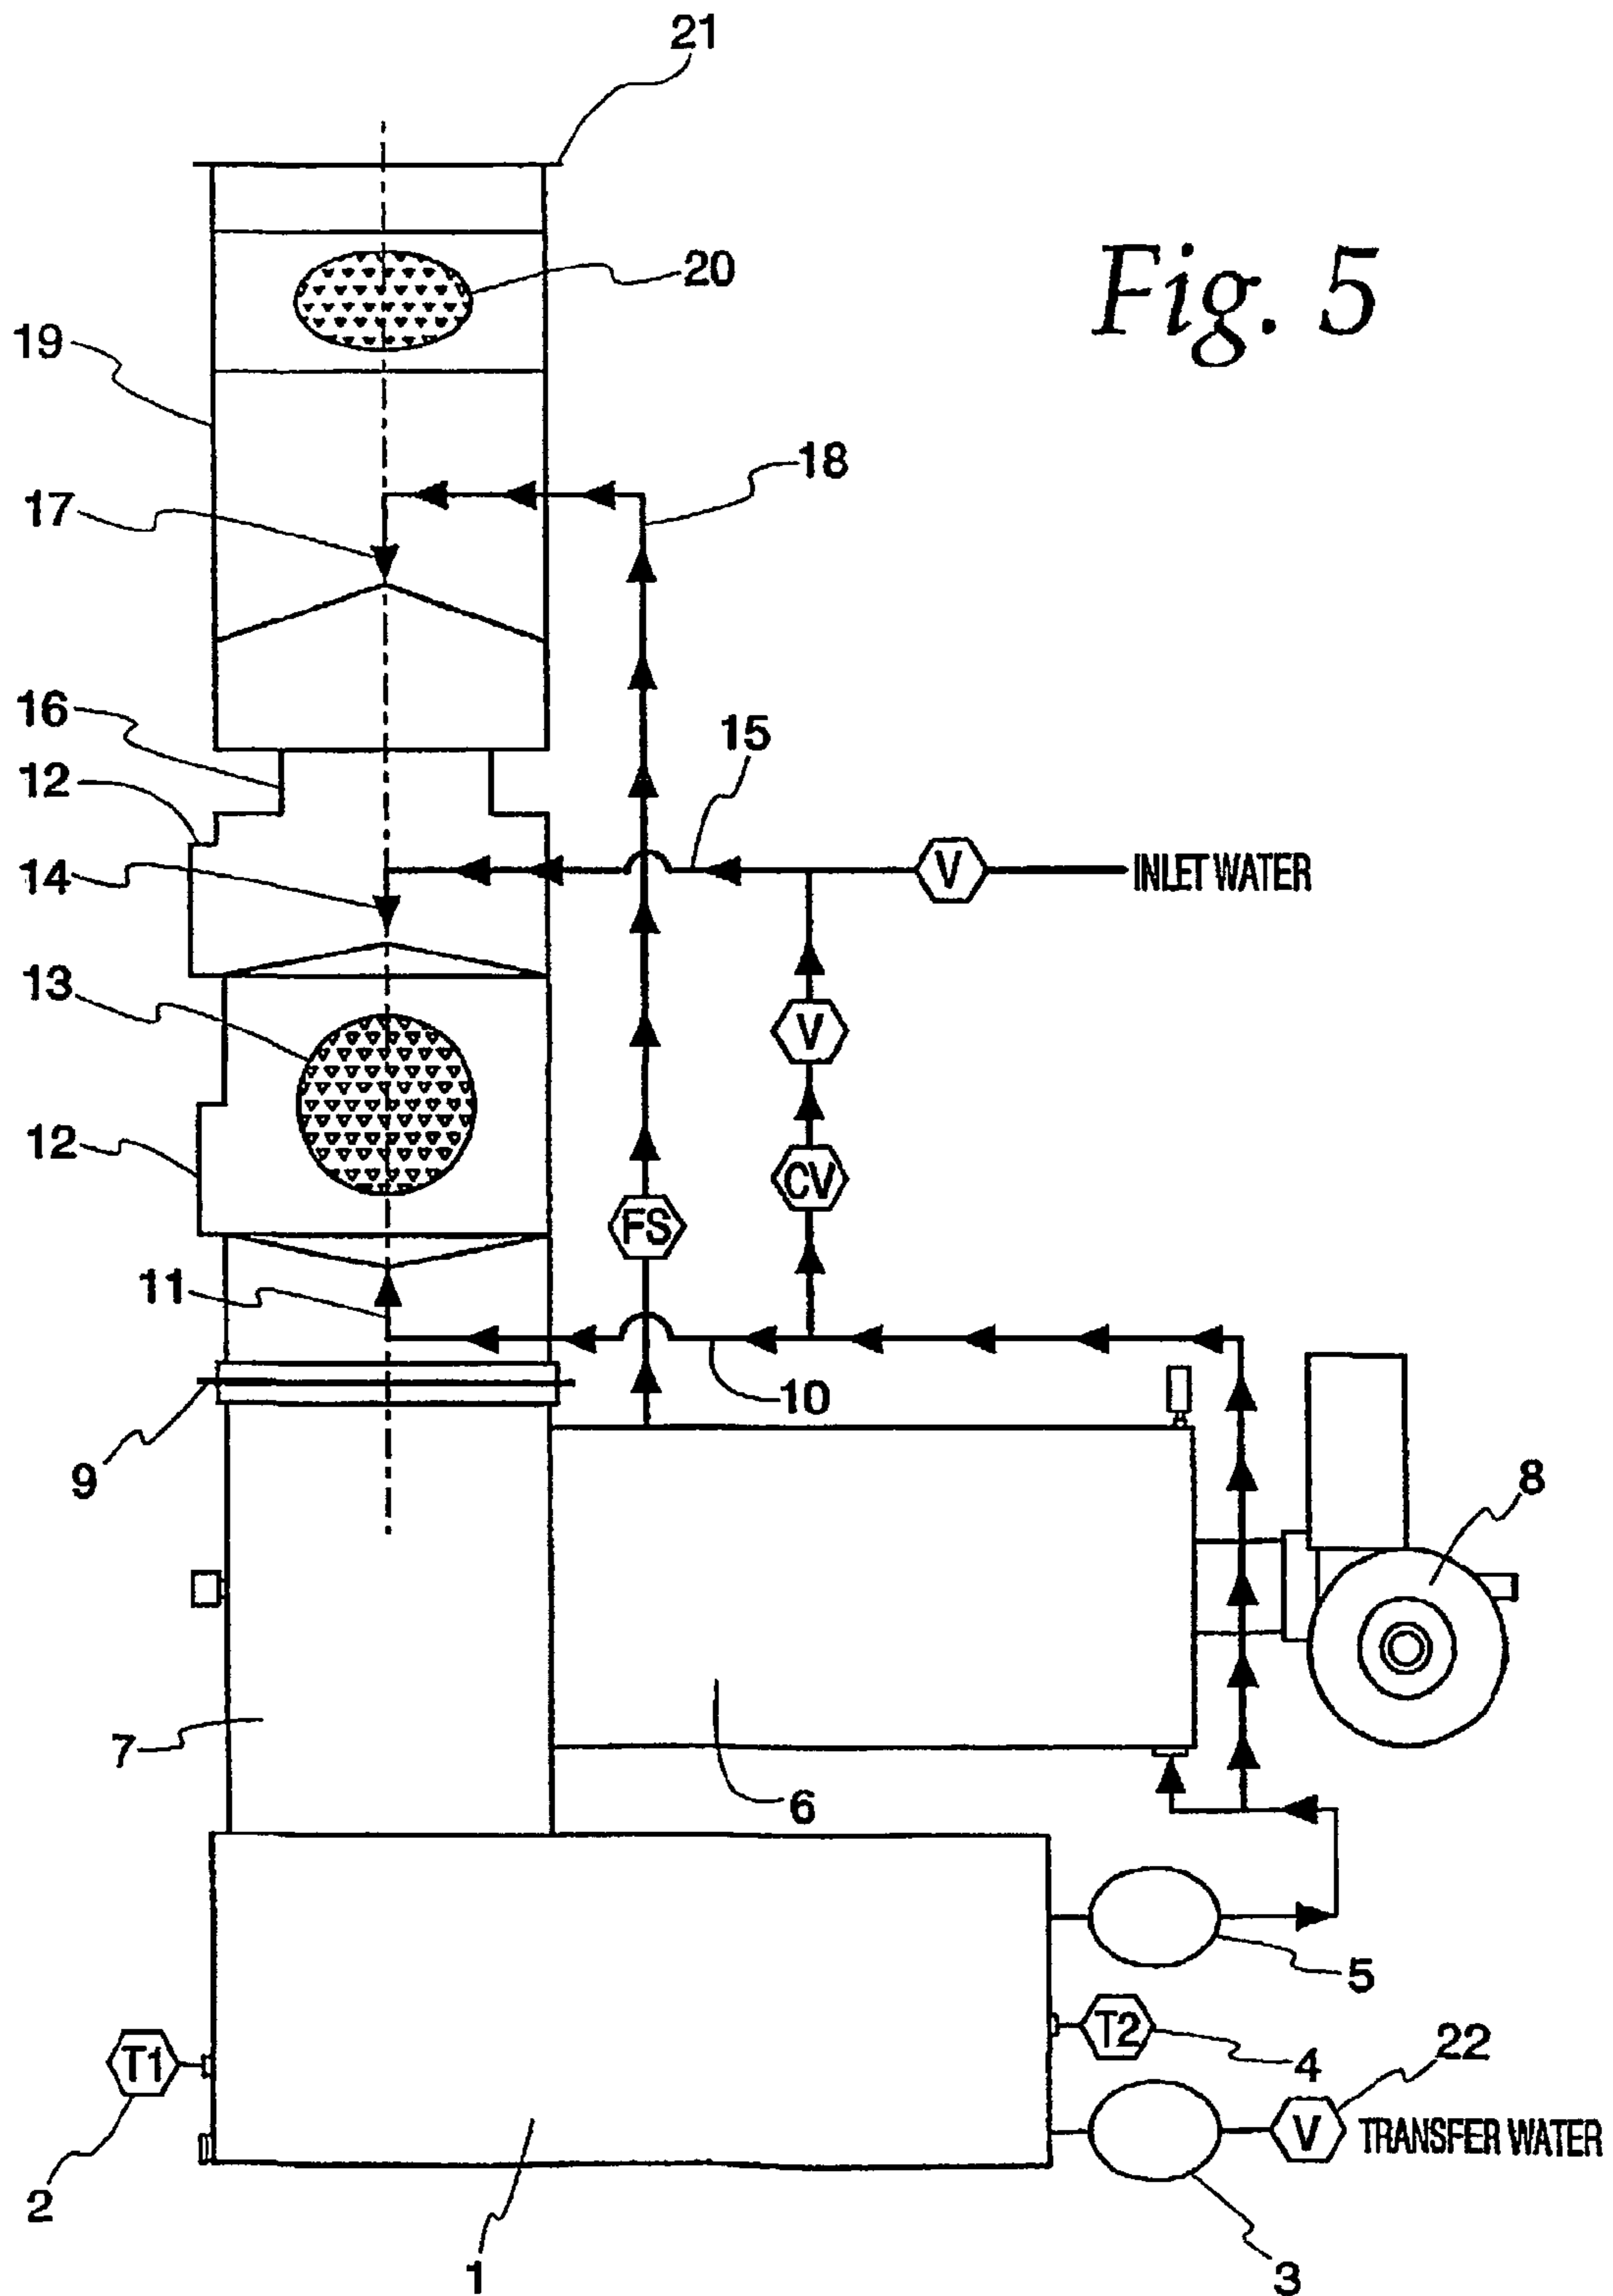 21
Fig. 5
20
19
18
17
16
15
12
V
INLET WATER
14
13
V
12
CV
FS
11
10
9
8
7
6
5
T2
T1
4
22
V
TRANSFER WATER
2
1
3